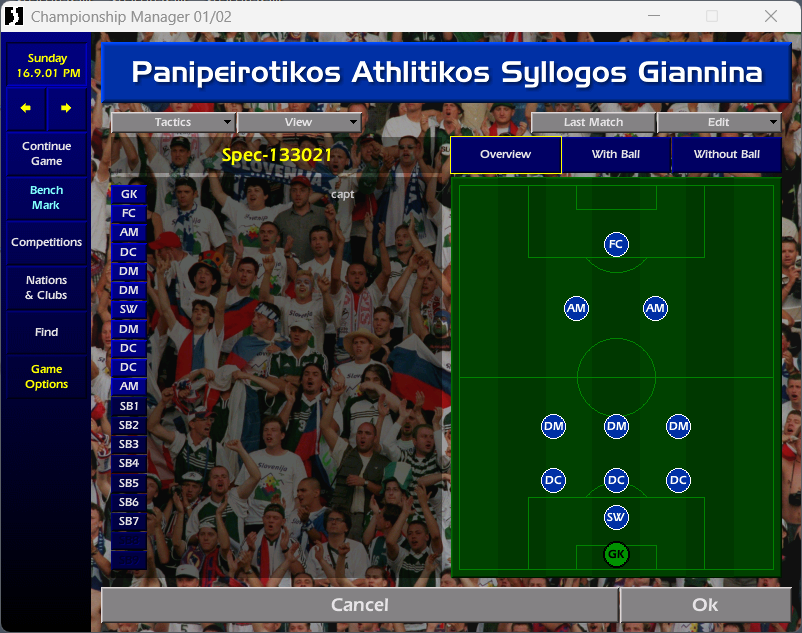 Championship Manager 01/02
Sunday
16.9.01 PM
Continue
Game
Bench
Mark
Competitions
Nations
& Clubs
Find
Game
Options
Panipeirotikos Athlitikos Syllogos Giannina
Tactics
View
Last Match
Edit
Spec-133021
Overview
With Ball
Without Ball
GK
capt
FC
AM
DC
DM
DM
SW
DM
DC
DC
AM
SB1
SB2
SB3
SB4
SB5
SB6
SB7
FC
AM AM
DM DM DM
DC DC DC
SW
GK
Slovenija
Cancel
Ok